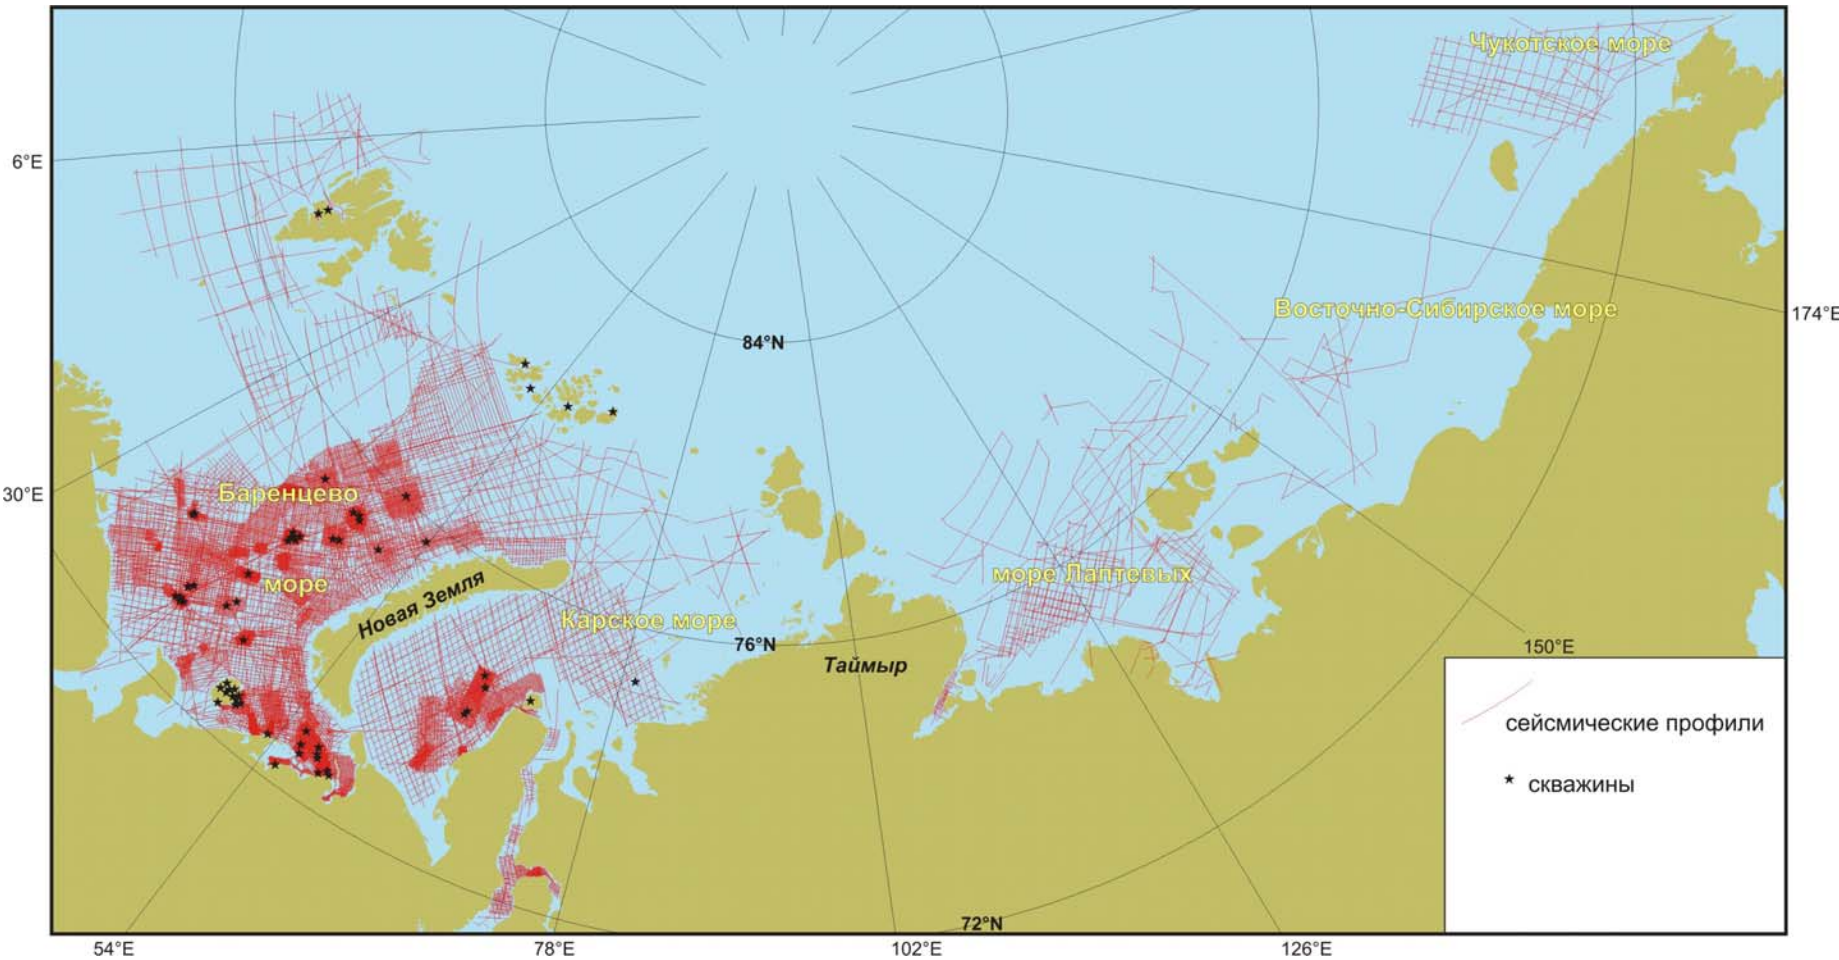 Чукотское море
6°E
Восточно-Сибирское море
174°E
84°N
30°E
Баренцево
море
Новая Земля
море Лаптевых
Карское море
76°N
Таймыр
150°E
сейсмические профили
скважины
72°N
54°E
78°E
102°E
126°E